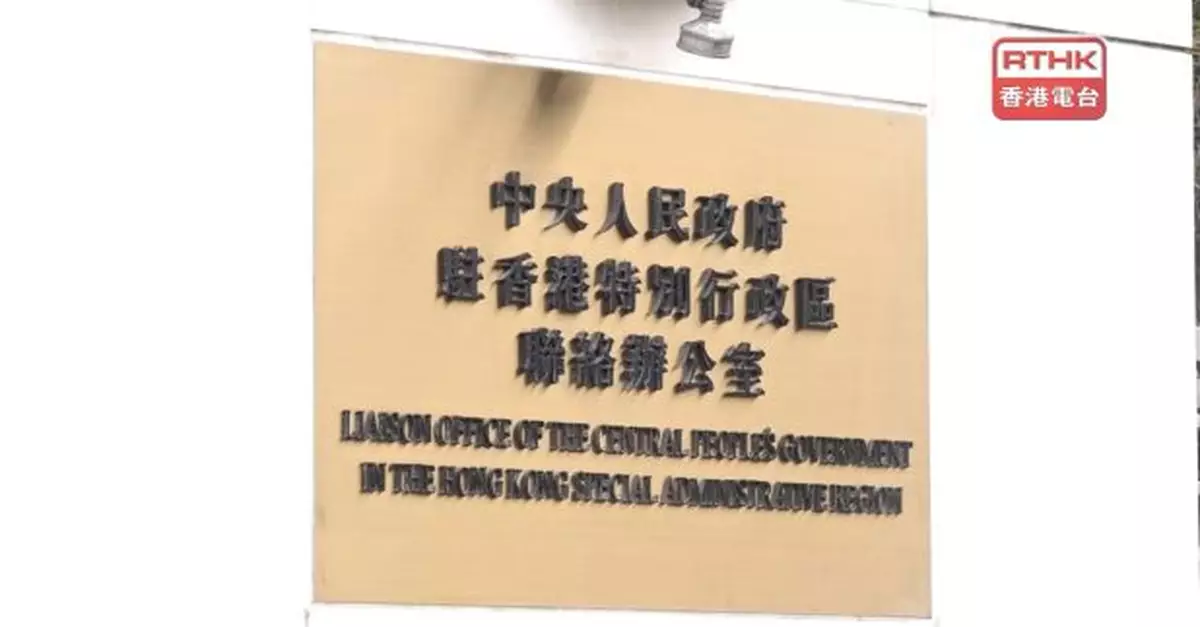 RTHK
香港電台
中央人民政府
駐香港特別行政區
聯絡辦公室
LIAISON OFFICE OF THE CENTRAL PEOPLE'S GOVERNMENT
IN THE HONG KONG SPECIAL ADMINISTRATIVE REGION